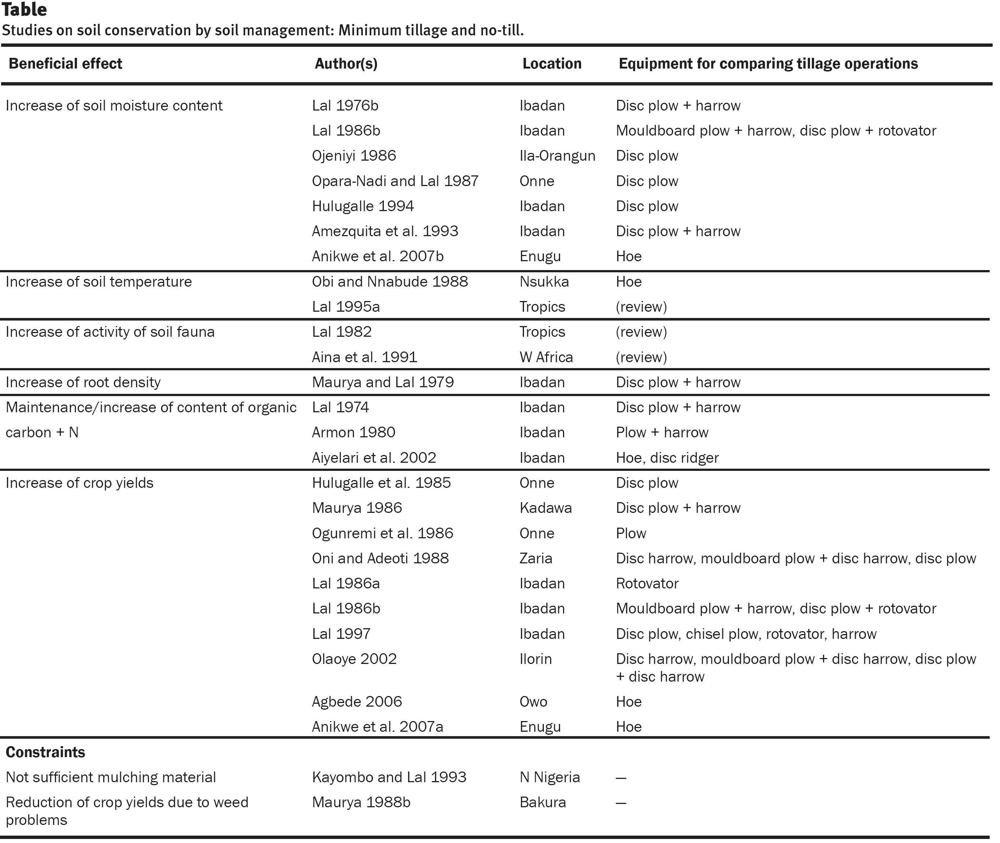 Table
Studies on soil conservation by soil management: Minimum tillage and no-till.
Beneficial effect Author(s) Location Equipment for comparing tillage operations
Increase of soil moisture content Lal 1976b Ibadan Disc plow + harrow
Lal 1986b Ibadan Mouldboard plow + harrow, disc plow + rotovator
Ojeniyi 1986 Ila-Orangun Disc plow
Opara-Nadi and Lal 1987 Onne Disc plow
Hulugalle 1994 Ibadan Disc plow
Amezquita et al. 1993 Ibadan Disc plow + harrow
Anikwe et al. 2007b Enugu Hoe
Increase of soil temperature Obi and Nnabude 1988 Nsukka Hoe
Lal 1995a Tropics (review)
Increase of activity of soil fauna Lal 1982 Tropics (review)
Aina et al. 1991 W Africa (review)
Increase of root density Maurya and Lal 1979 Ibadan Disc plow + harrow
Maintenance/increase of content of organic Lal 1974 Ibadan Disc plow + harrow
carbon + N Armon 1980 Ibadan Plow + harrow
Aiyelari et al. 2002 Ibadan Hoe, disc ridger
Increase of crop yields Hulugalle et al. 1985 Onne Disc plow
Maurya 1986 Kadawa Disc plow + harrow
Ogunremi et al. 1986 Onne Plow
Oni and Adeoti 1988 Zaria Disc harrow, mouldboard plow + disc harrow, disc plow
Lal 1986a Ibadan Rotovator
Lal 1986b Ibadan Mouldboard plow + harrow, disc plow + rotovator
Lal 1997 Ibadan Disc plow, chisel plow, rotovator, harrow
Olaoye 2002 Ilorin Disc harrow, mouldboard plow + disc harrow, disc plow
+ disc harrow
Agbede 2006 Owo Hoe
Anikwe et al. 2007a Enugu Hoe
Constraints
Not sufficient mulching material Kayombo and Lal 1993 N Nigeria —
Reduction of crop yields due to weed Maurya 1988b Bakura —
problems